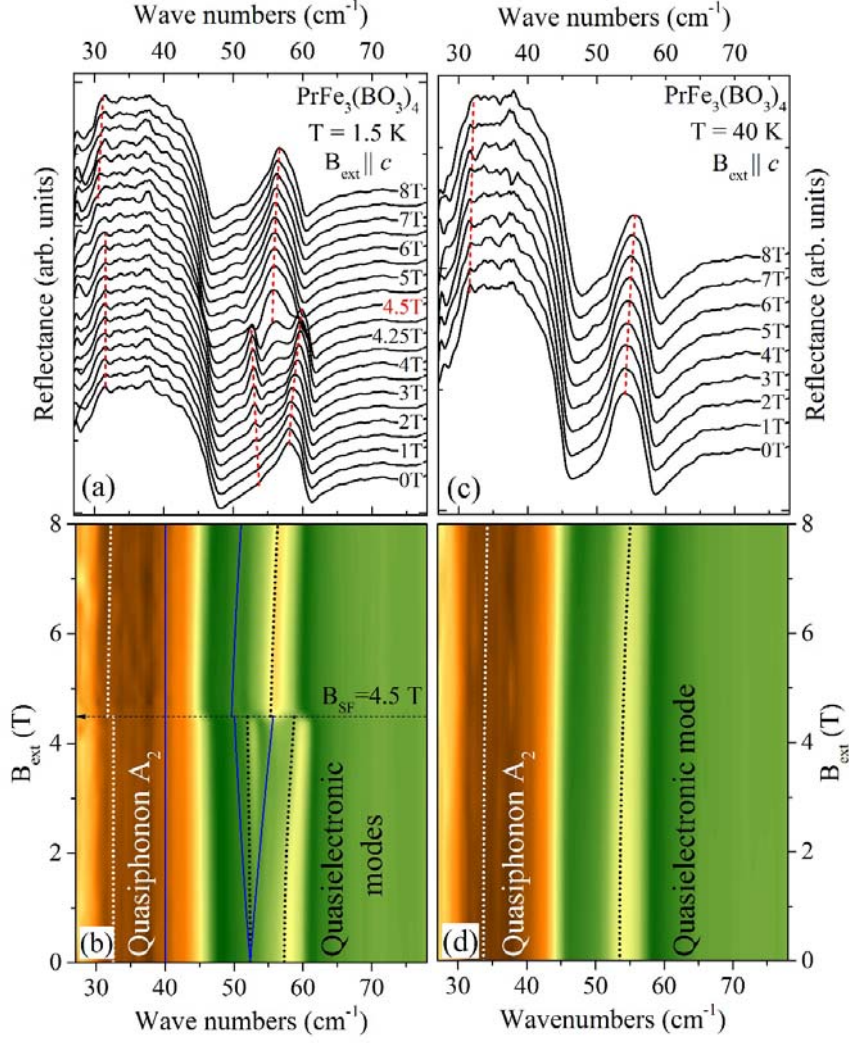 Wave numbers (cm⁻¹)
30 40 50 60 70
PrFe₃(BO₃)₄
T = 1.5 K
B_ext || c
8T
7T
6T
5T
4.5T
4.25T
4T
3T
2T
1T
0T
(a)
Reflectance (arb. units)
Wave numbers (cm⁻¹)
30 40 50 60 70
PrFe₃(BO₃)₄
T = 40 K
B_ext || c
8T
7T
6T
5T
4T
3T
2T
1T
0T
(c)
Reflectance (arb. units)
8
6
4
2
0
B_ext (T)
B_SF=4.5 T
Quasiphonon A₂
Quasielectronic
modes
(b)
30 40 50 60 70
Wave numbers (cm⁻¹)
Quasiphonon A₂
Quasielectronic mode
(d)
8
6
4
2
0
B_ext (T)
30 40 50 60 70
Wavenumbers (cm⁻¹)